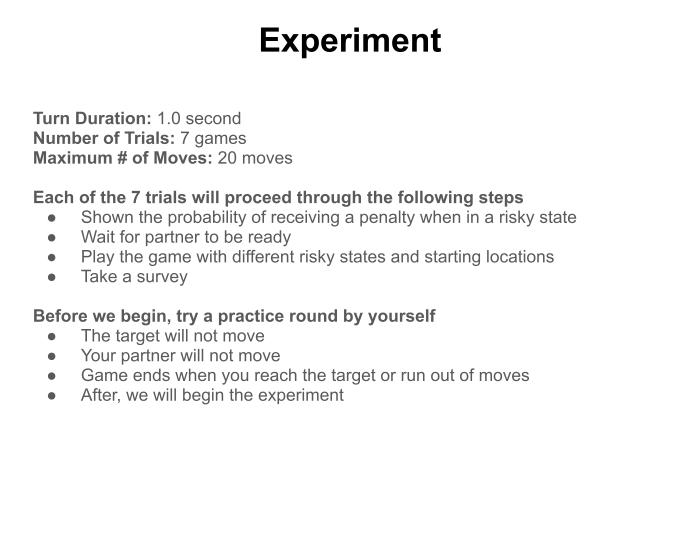 Experiment
Turn Duration: 1.0 second
Number of Trials: 7 games
Maximum # of Moves: 20 moves
Each of the 7 trials will proceed through the following steps
● Shown the probability of receiving a penalty when in a risky state
● Wait for partner to be ready
● Play the game with different risky states and starting locations
● Take a survey
Before we begin, try a practice round by yourself
● The target will not move
● Your partner will not move
● Game ends when you reach the target or run out of moves
● After, we will begin the experiment